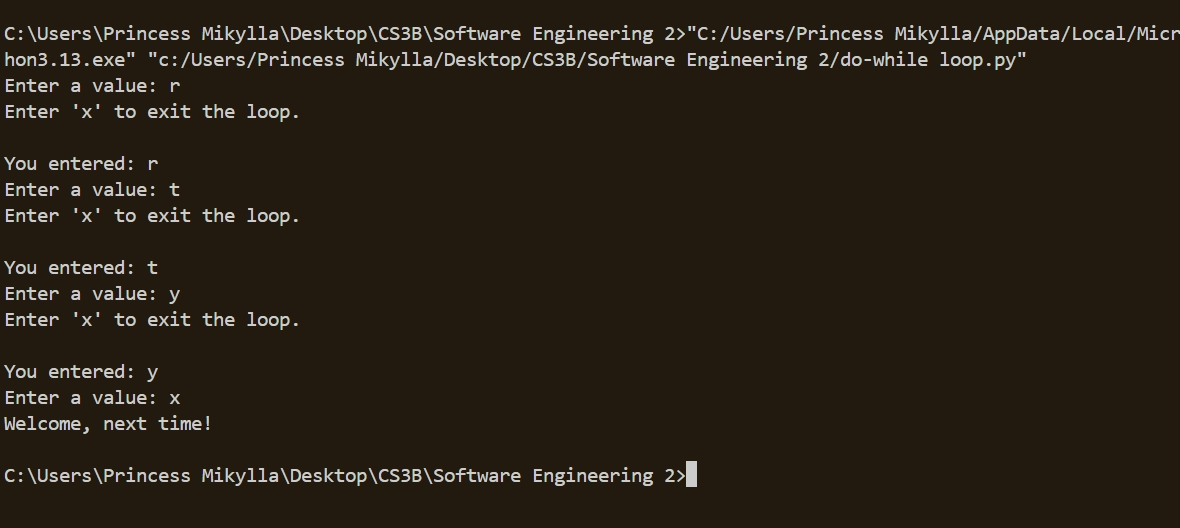 C:\Users\Princess Mikylla\Desktop\CS3B\Software Engineering 2>"C:/Users/Princess Mikylla/AppData/Local/Micr
hon3.13.exe" "c:/Users/Princess Mikylla/Desktop/CS3B/Software Engineering 2/do-while loop.py"
Enter a value: r
Enter 'x' to exit the loop.
You entered: r
Enter a value: t
Enter 'x' to exit the loop.
You entered: t
Enter a value: y
Enter 'x' to exit the loop.
You entered: y
Enter a value: x
Welcome, next time!
C:\Users\Princess Mikylla\Desktop\CS3B\Software Engineering 2>